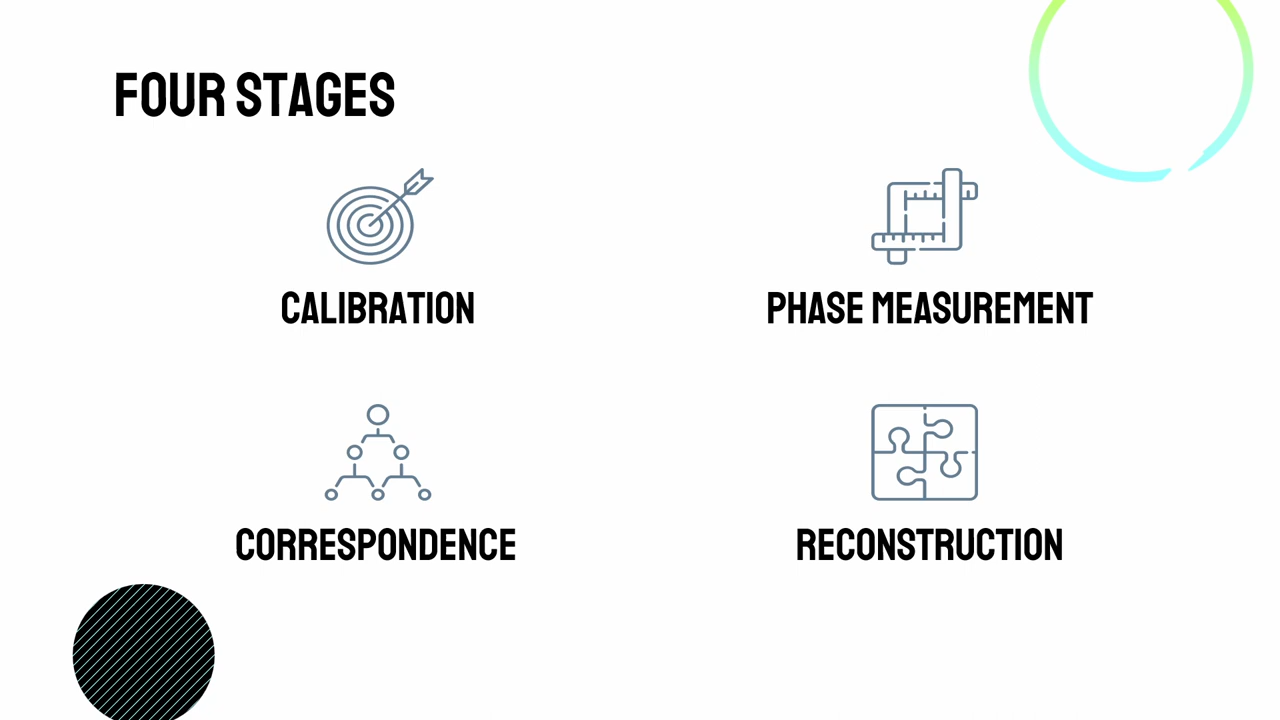 FOUR STAGES
CALIBRATION
PHASE MEASUREMENT
CORRESPONDENCE
RECONSTRUCTION